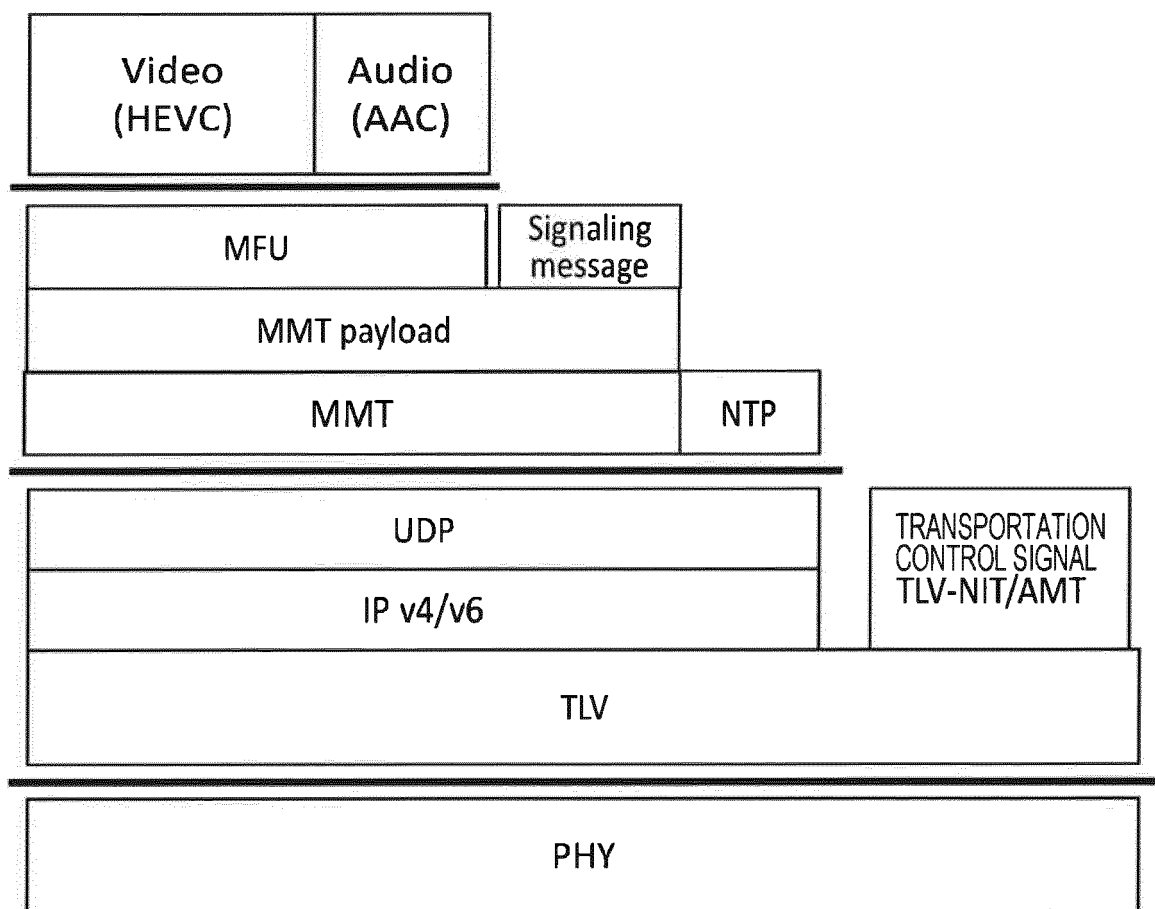 Video
(HEVC)
Audio
(AAC)
MFU
Signaling
message
MMT payload
MMT
NTP
UDP
TRANSPORTATION
CONTROL SIGNAL
TLV-NIT/AMT
IP v4/v6
TLV
PHY